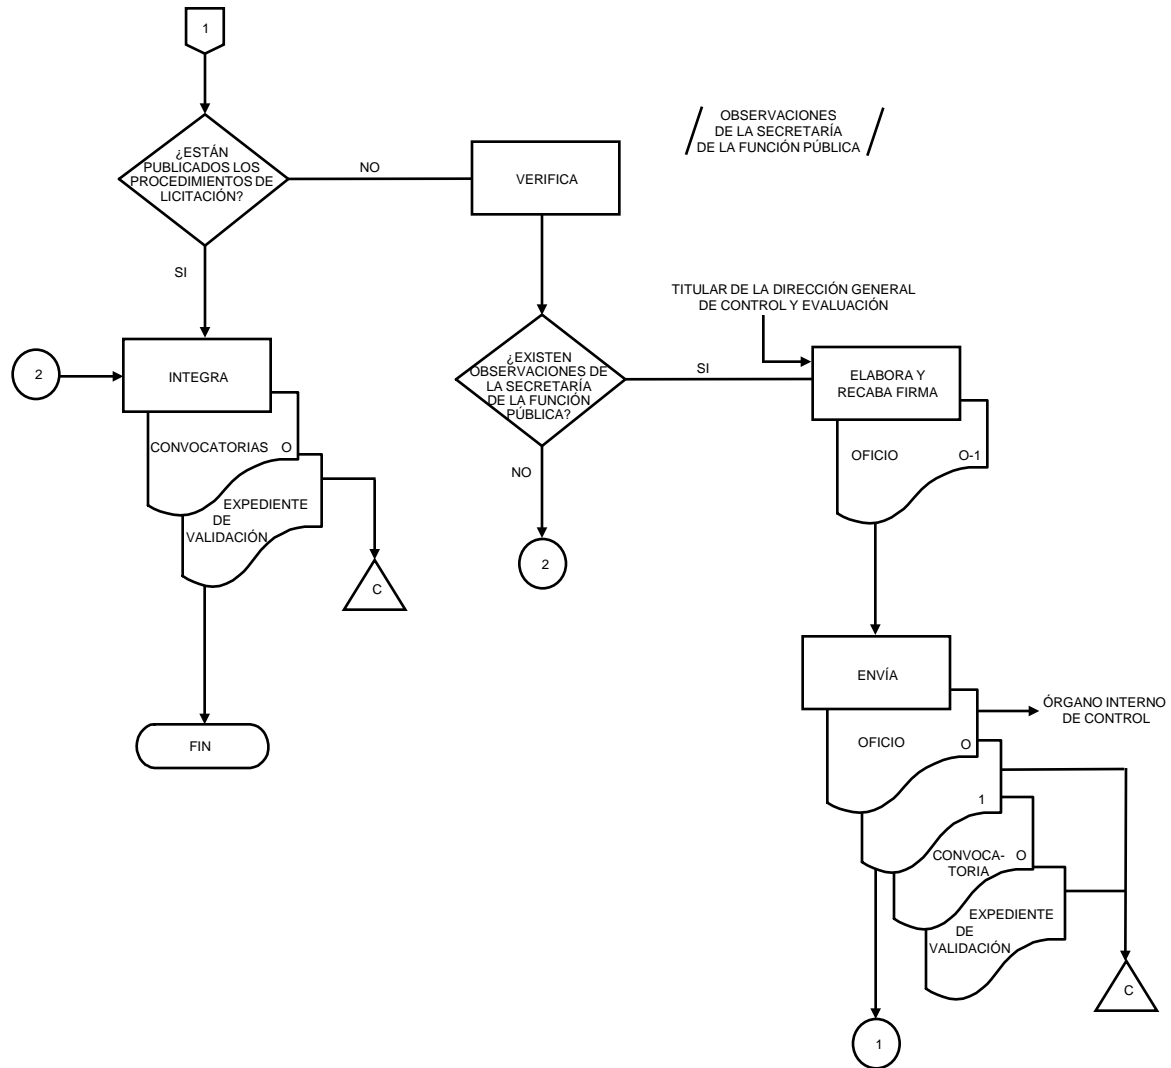 1
¿ESTÁN
PUBLICADOS LOS
PROCEDIMIENTOS DE
LICITACIÓN?
NO
SI
VERIFICA
OBSERVACIONES
DE LA SECRETARÍA
DE LA FUNCIÓN PÚBLICA
TITULAR DE LA DIRECCIÓN GENERAL
DE CONTROL Y EVALUACIÓN
2
INTEGRA
CONVOCATORIAS O
EXPEDIENTE
DE
VALIDACIÓN
C
FIN
¿EXISTEN
OBSERVACIONES DE
LA SECRETARÍA
DE LA FUNCIÓN
PÚBLICA?
SI
NO
2
ELABORA Y
RECABA FIRMA
OFICIO O-1
ENVÍA
OFICIO O
ÓRGANO INTERNO
DE CONTROL
1
CONVOCA- O
TORIA
EXPEDIENTE
DE
VALIDACIÓN
C
1